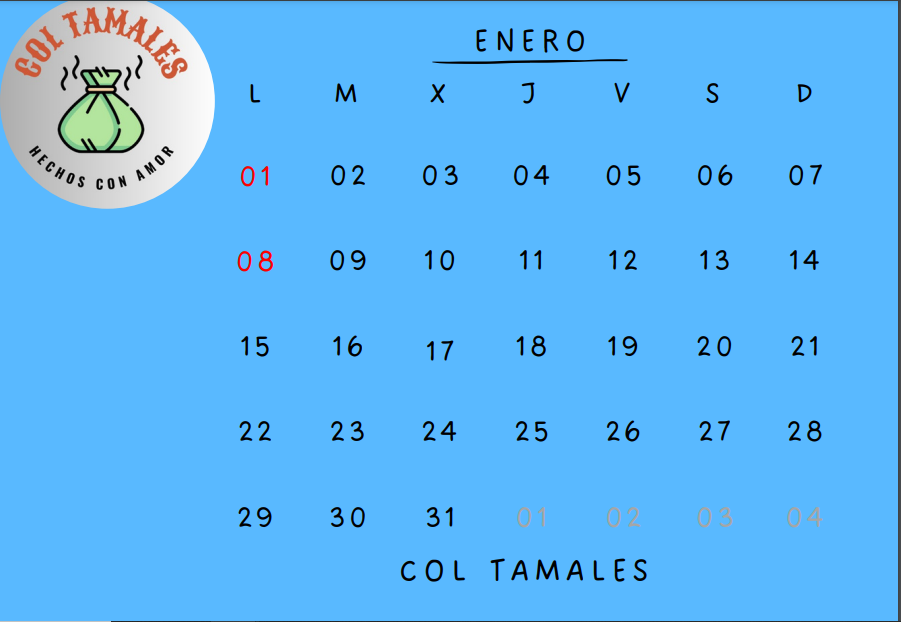 COL TAMALES
HECHOS CON AMOR
ENERO
L M X J V S D
01 02 03 04 05 06 07
08 09 10 11 12 13 14
15 16 17 18 19 20 21
22 23 24 25 26 27 28
29 30 31 01 02 03 04
COL TAMALES